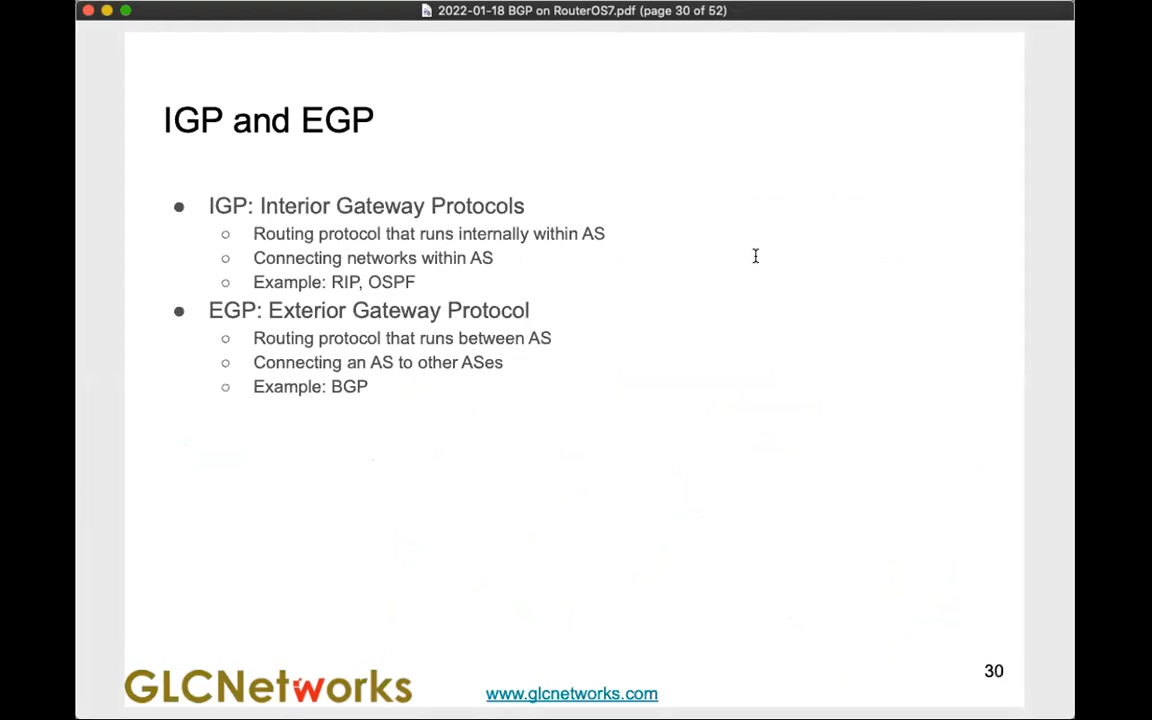 2022-01-18 BGP on RouterOS7.pdf (page 30 of 52)
IGP and EGP
● IGP: Interior Gateway Protocols
○ Routing protocol that runs internally within AS
○ Connecting networks within AS
○ Example: RIP, OSPF
● EGP: Exterior Gateway Protocol
○ Routing protocol that runs between AS
○ Connecting an AS to other ASes
○ Example: BGP
30
GLCNetworks
www.glcnetworks.com